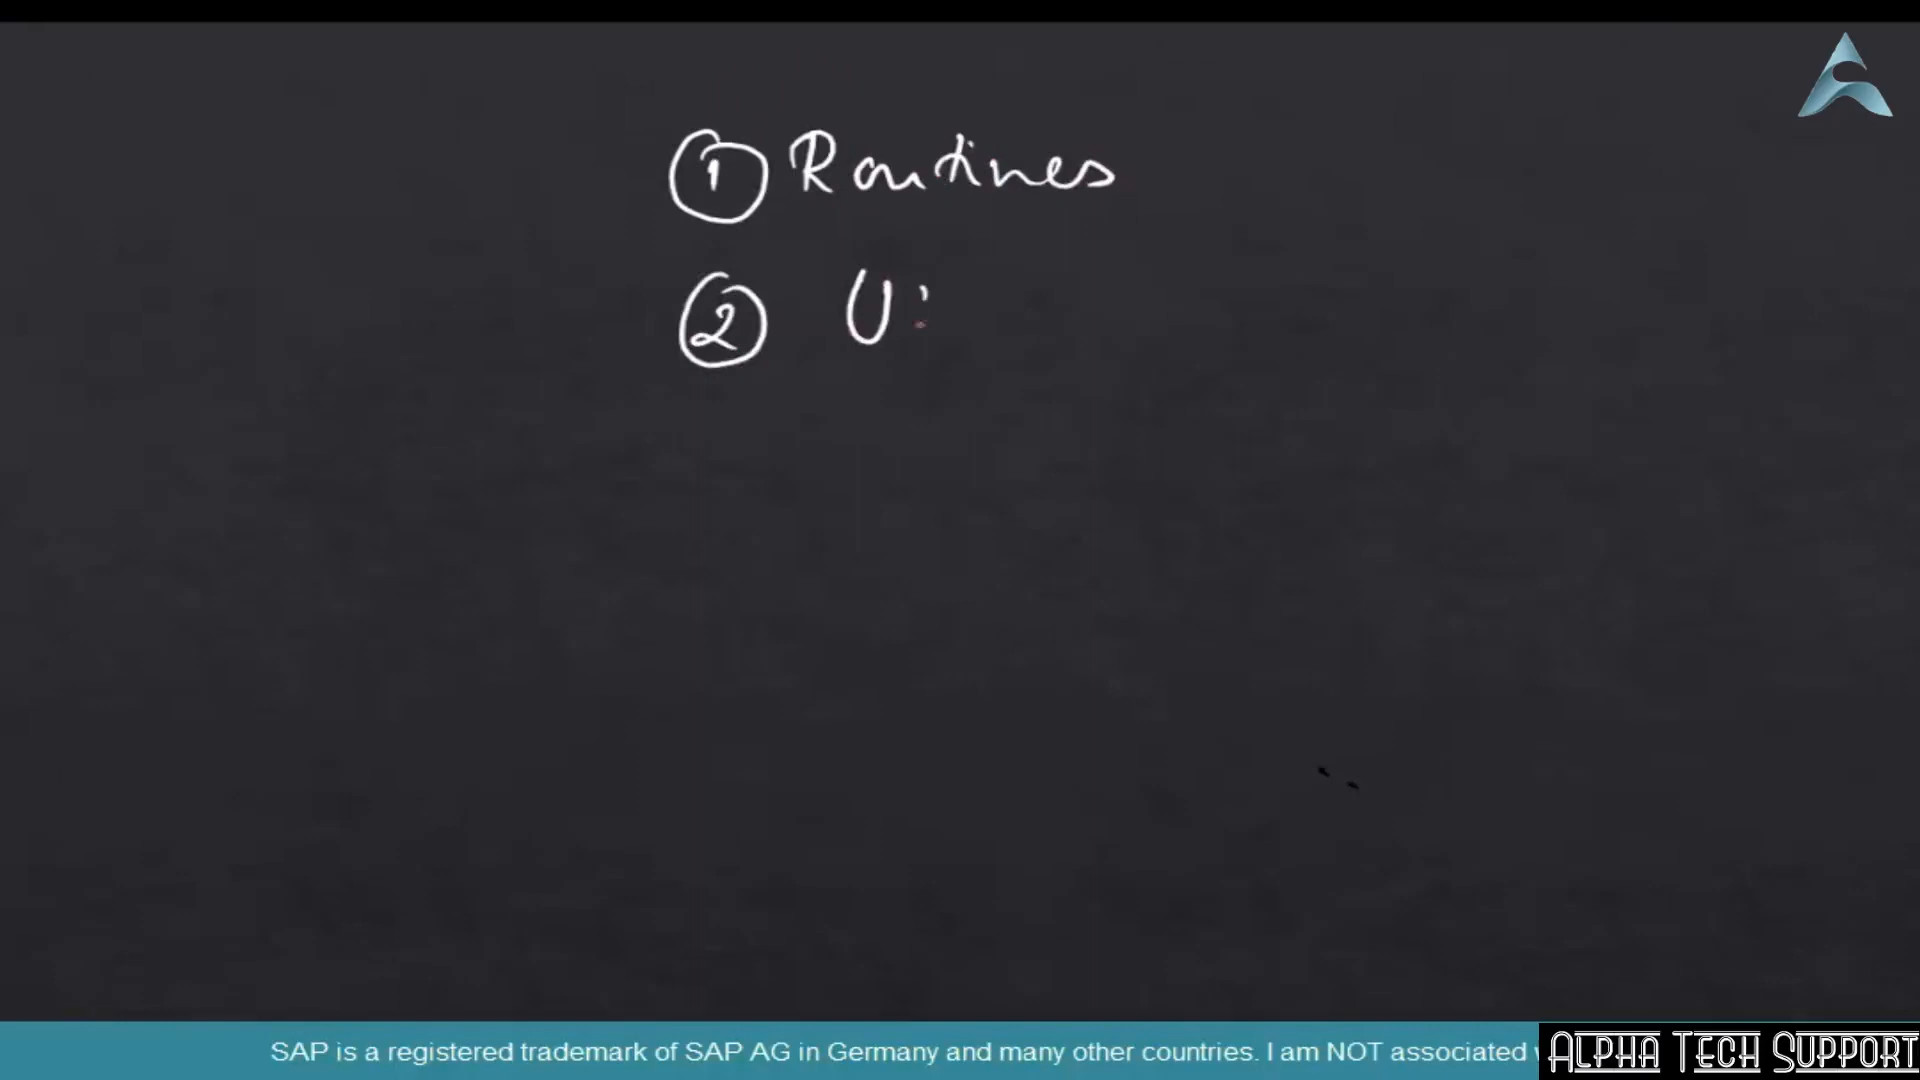 ① Routines
② U
SAP is a registered trademark of SAP AG in Germany and many other countries. I am NOT associated
ALPHA TECH SUPPORT